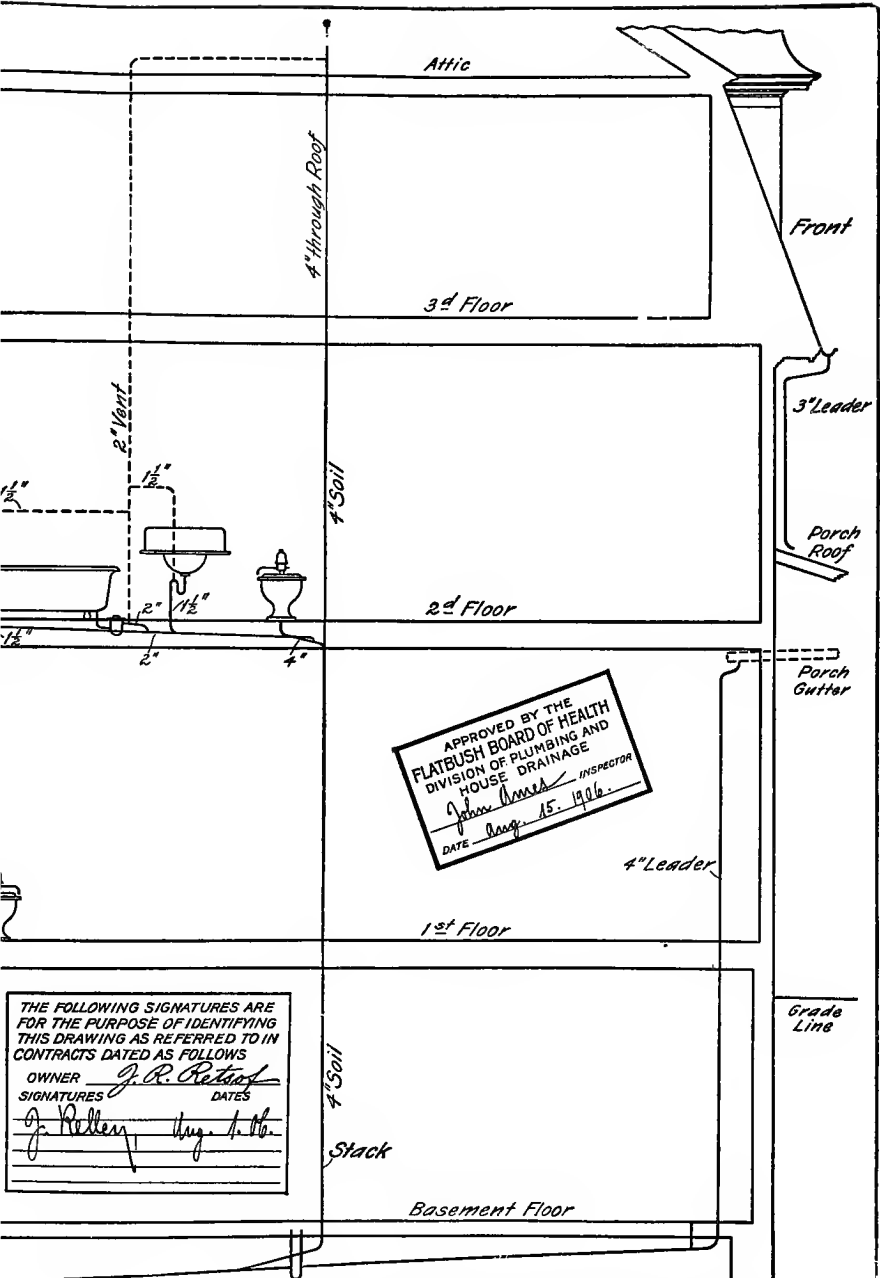 Attic
4" through Roof
Front
3d Floor
3" Leader
2" Vent
1½"
1½"
4" Soil
Porch
Roof
1½"
2d Floor
2"
1½"
2"
4"
Porch
Gutter
APPROVED BY THE
FLATBUSH BOARD OF HEALTH
DIVISION OF PLUMBING AND
HOUSE DRAINAGE
John Ames INSPECTOR
DATE Aug. 15. 1906.
4" Leader
1st Floor
THE FOLLOWING SIGNATURES ARE
FOR THE PURPOSE OF IDENTIFYING
THIS DRAWING AS REFERRED TO IN
CONTRACTS DATED AS FOLLOWS
OWNER J. R. Retsof
SIGNATURES DATES
J. Kelley Aug. 1. 06.
Grade
Line
4" Soil
Stack
Basement Floor